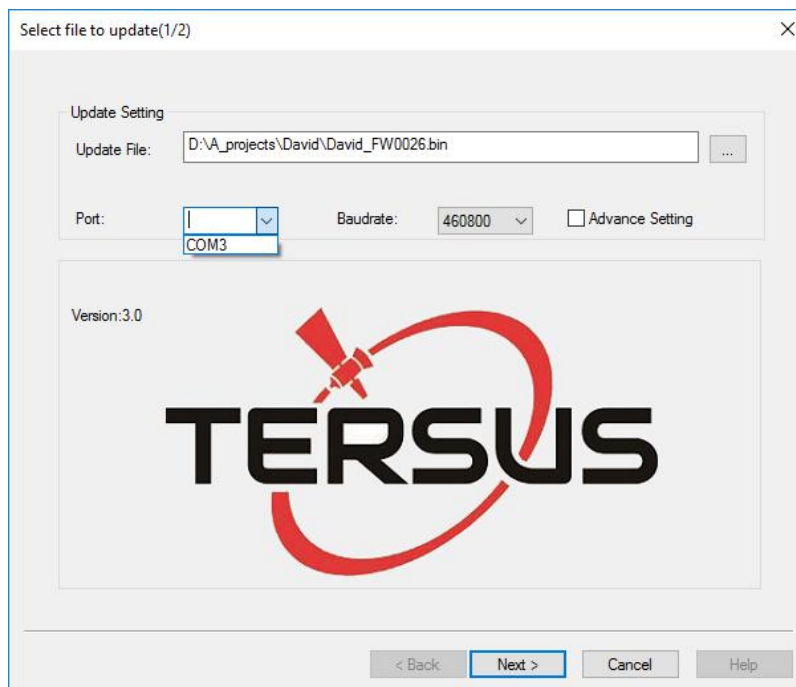 Select file to update(1/2)
Update Setting
Update File: D:\A_projects\David\David_FW0026.bin ...
Port: Baudrate: 460800 Advance Setting
COM3
Version:3.0
TERSUS
< Back Next > Cancel Help